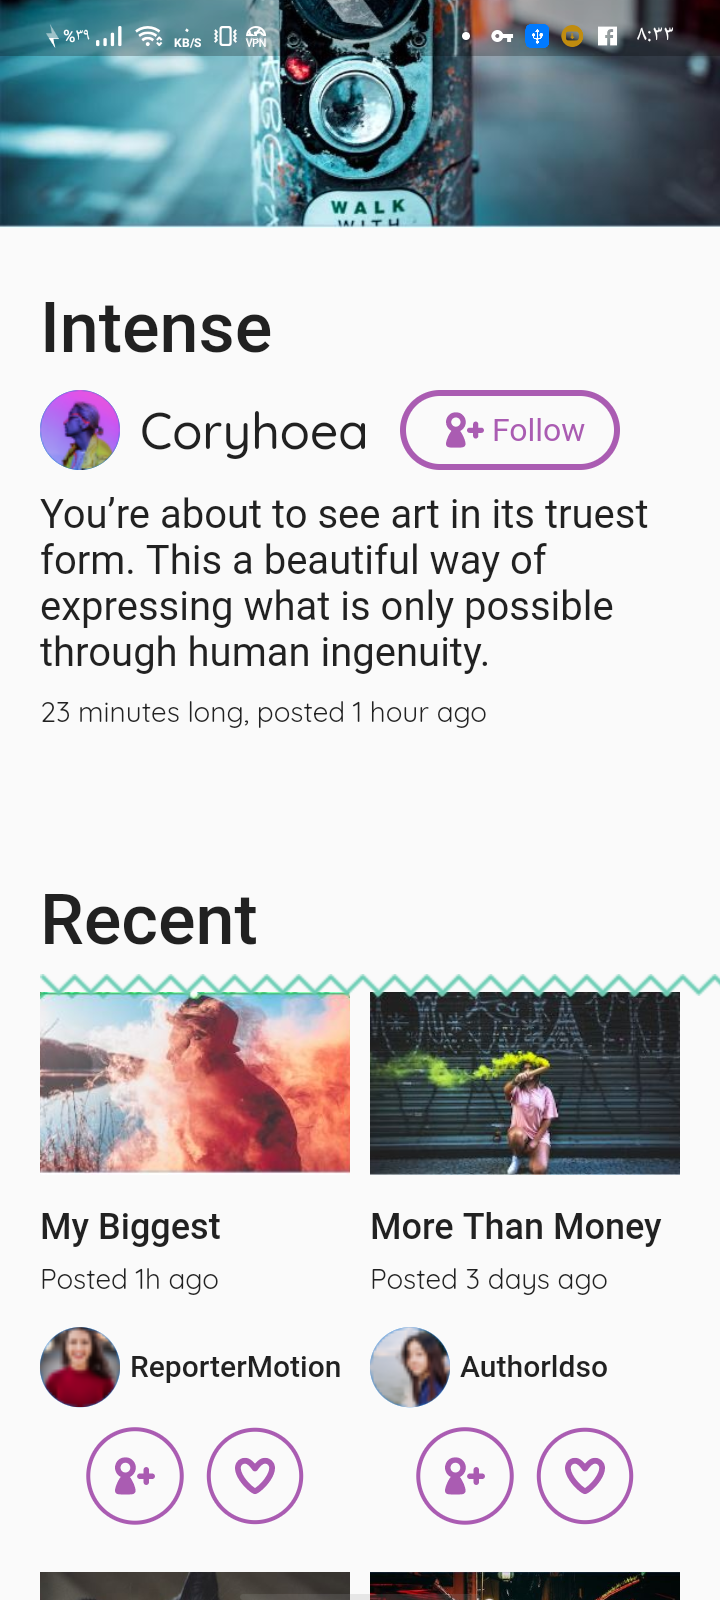 %۳۹
KB/S
VPN
۸:۳۳
WALK
WITH
Intense
Coryhoea
Follow
You’re about to see art in its truest
form. This a beautiful way of
expressing what is only possible
through human ingenuity.
23 minutes long, posted 1 hour ago
Recent
My Biggest
More Than Money
Posted 1h ago
Posted 3 days ago
ReporterMotion
Authorldso